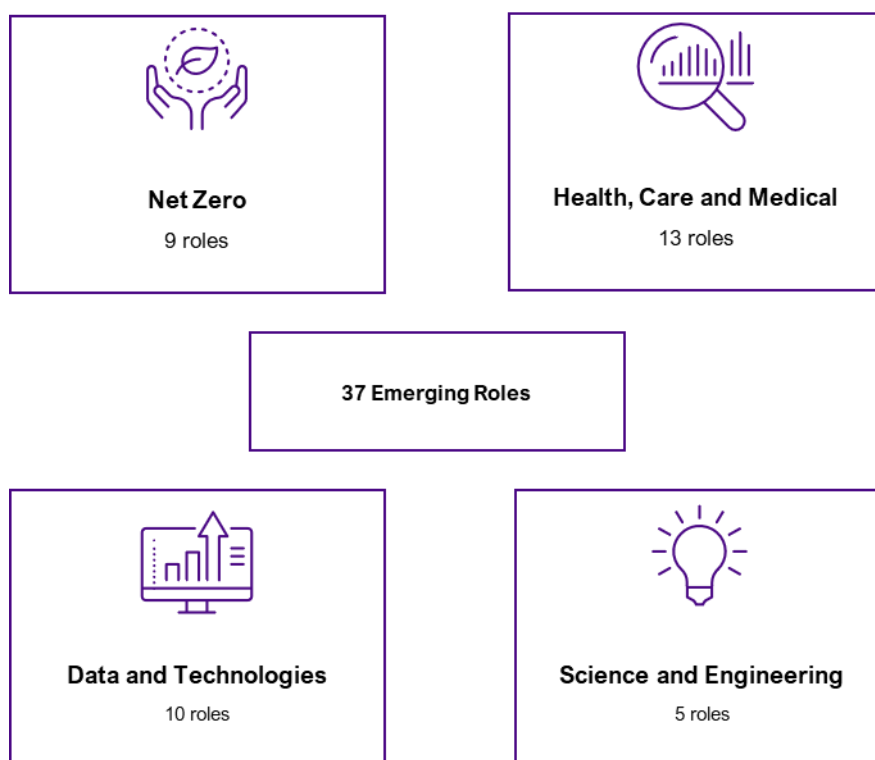 Net Zero
9 roles
Health, Care and Medical
13 roles
37 Emerging Roles
Data and Technologies
10 roles
Science and Engineering
5 roles